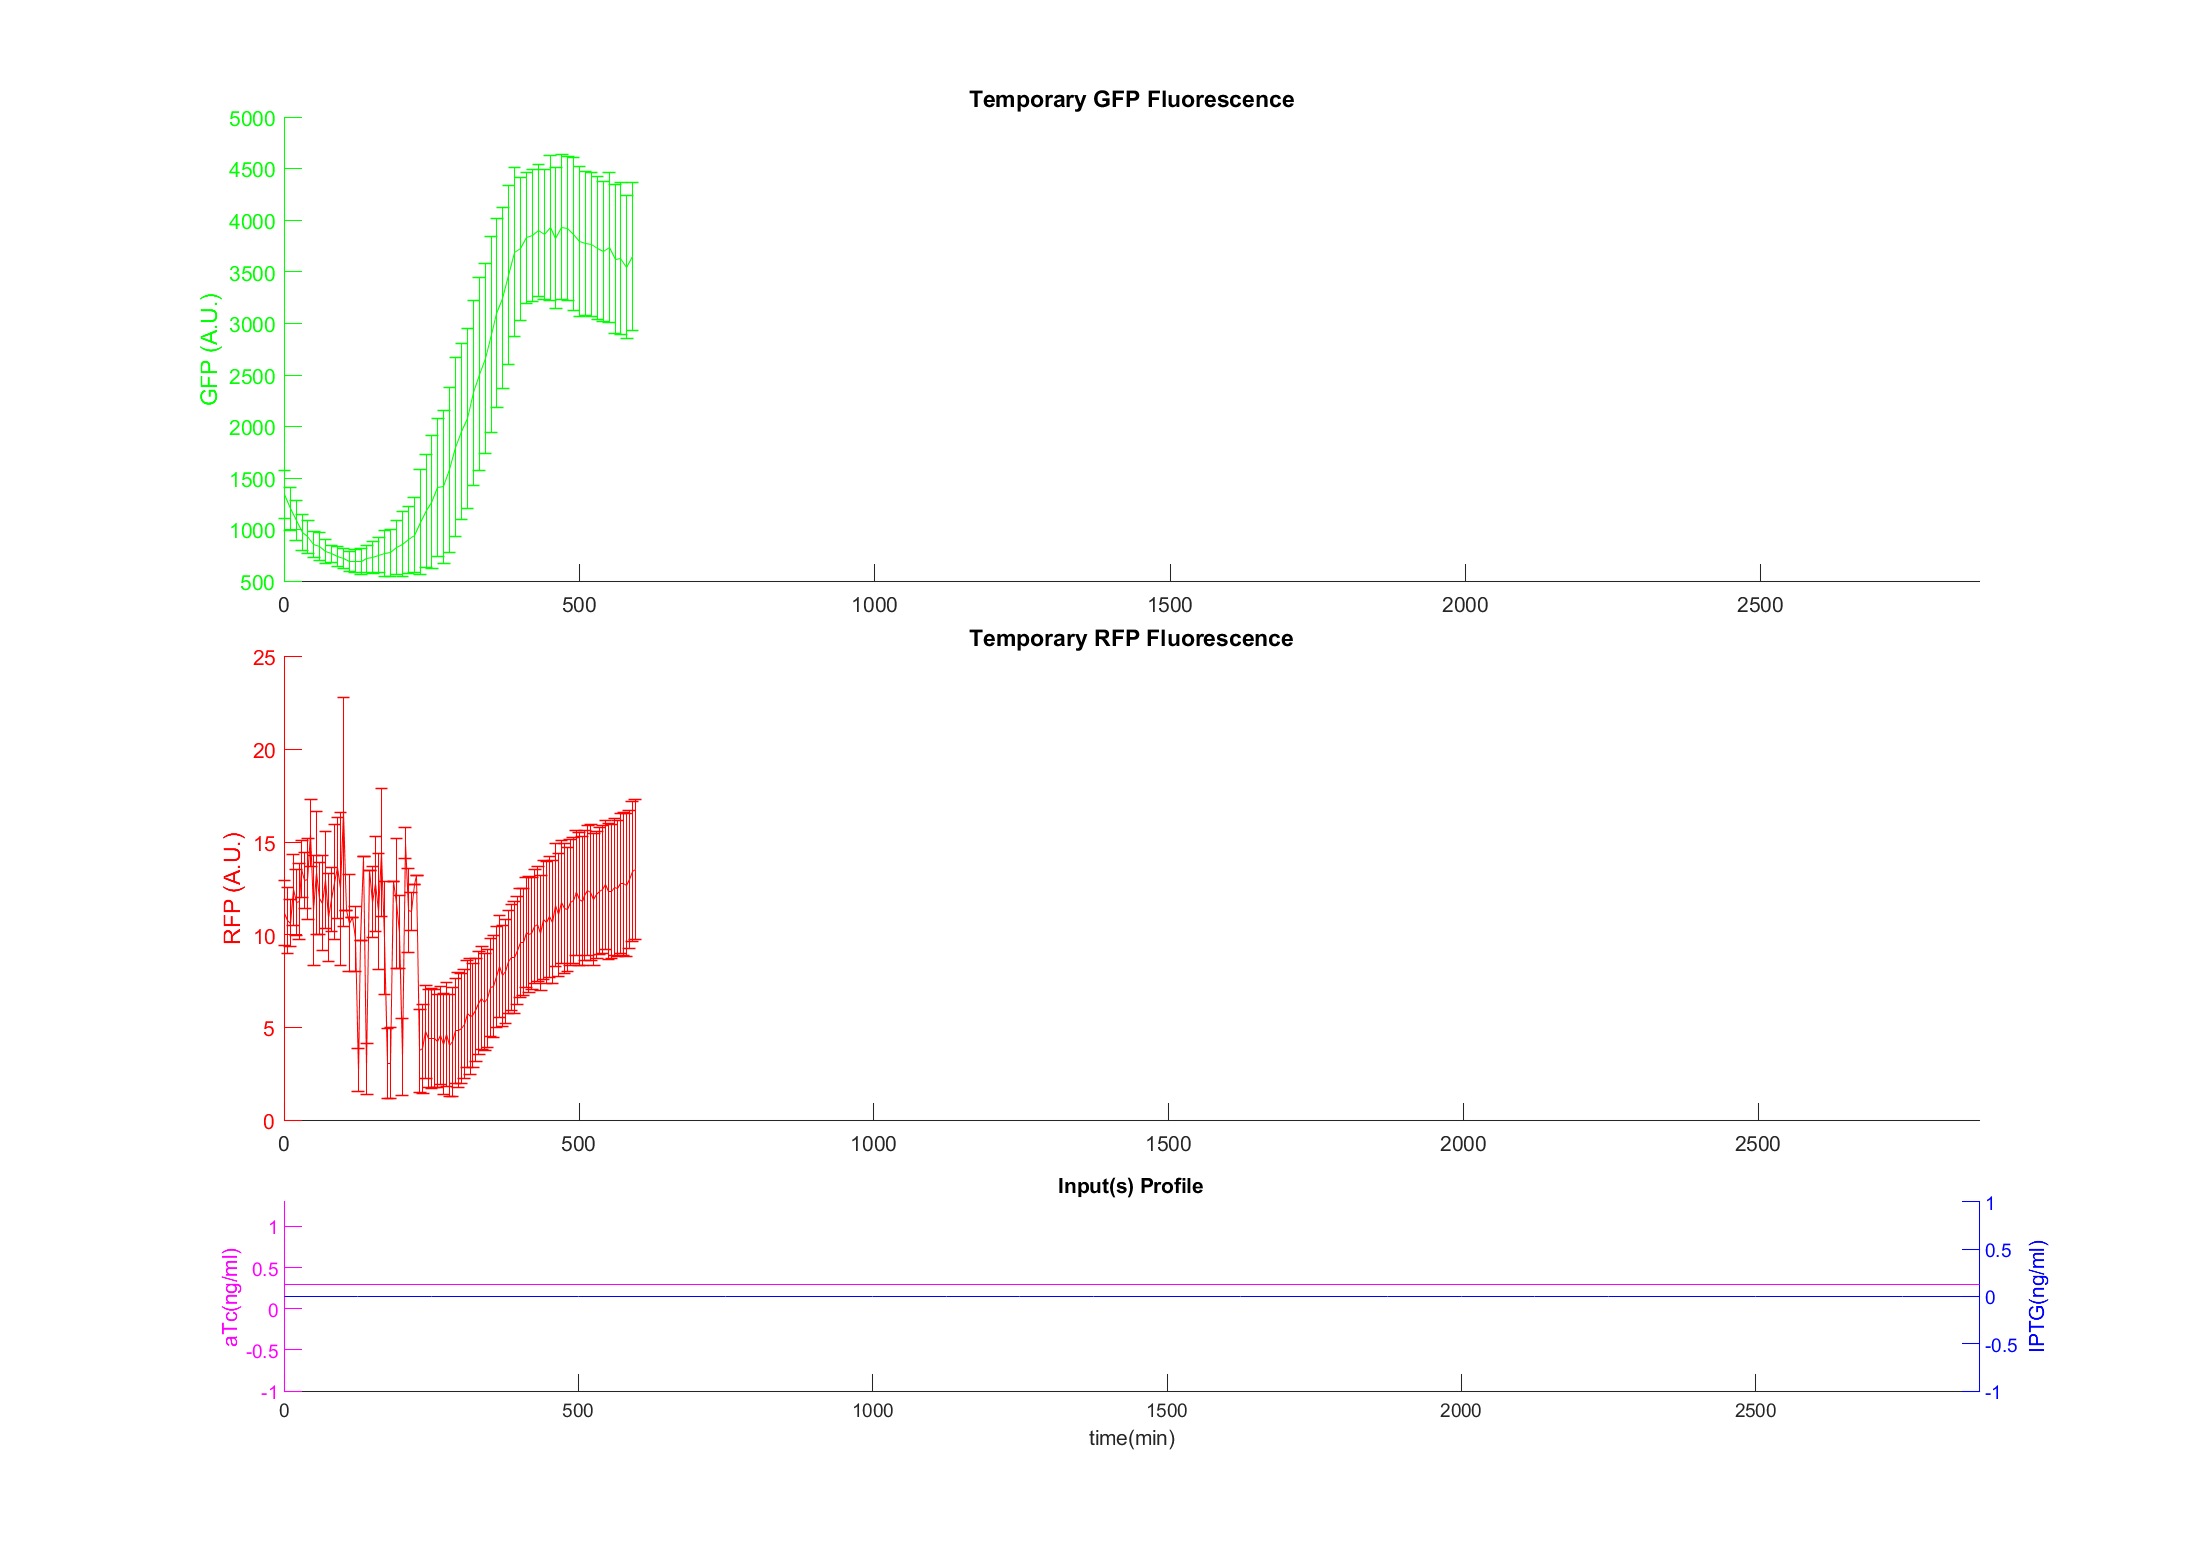 Temporary GFP Fluorescence
GFP (A.U.)
5000
4500
4000
3500
3000
2500
2000
1500
1000
500
0 500 1000 1500 2000 2500
Temporary RFP Fluorescence
RFP (A.U.)
25
20
15
10
5
0
0 500 1000 1500 2000 2500
Input(s) Profile
aTc(ng/ml)
1
0.5
0
-0.5
-1
1
0.5
0
-0.5
-1
IPTG(ng/ml)
0 500 1000 1500 2000 2500
time(min)